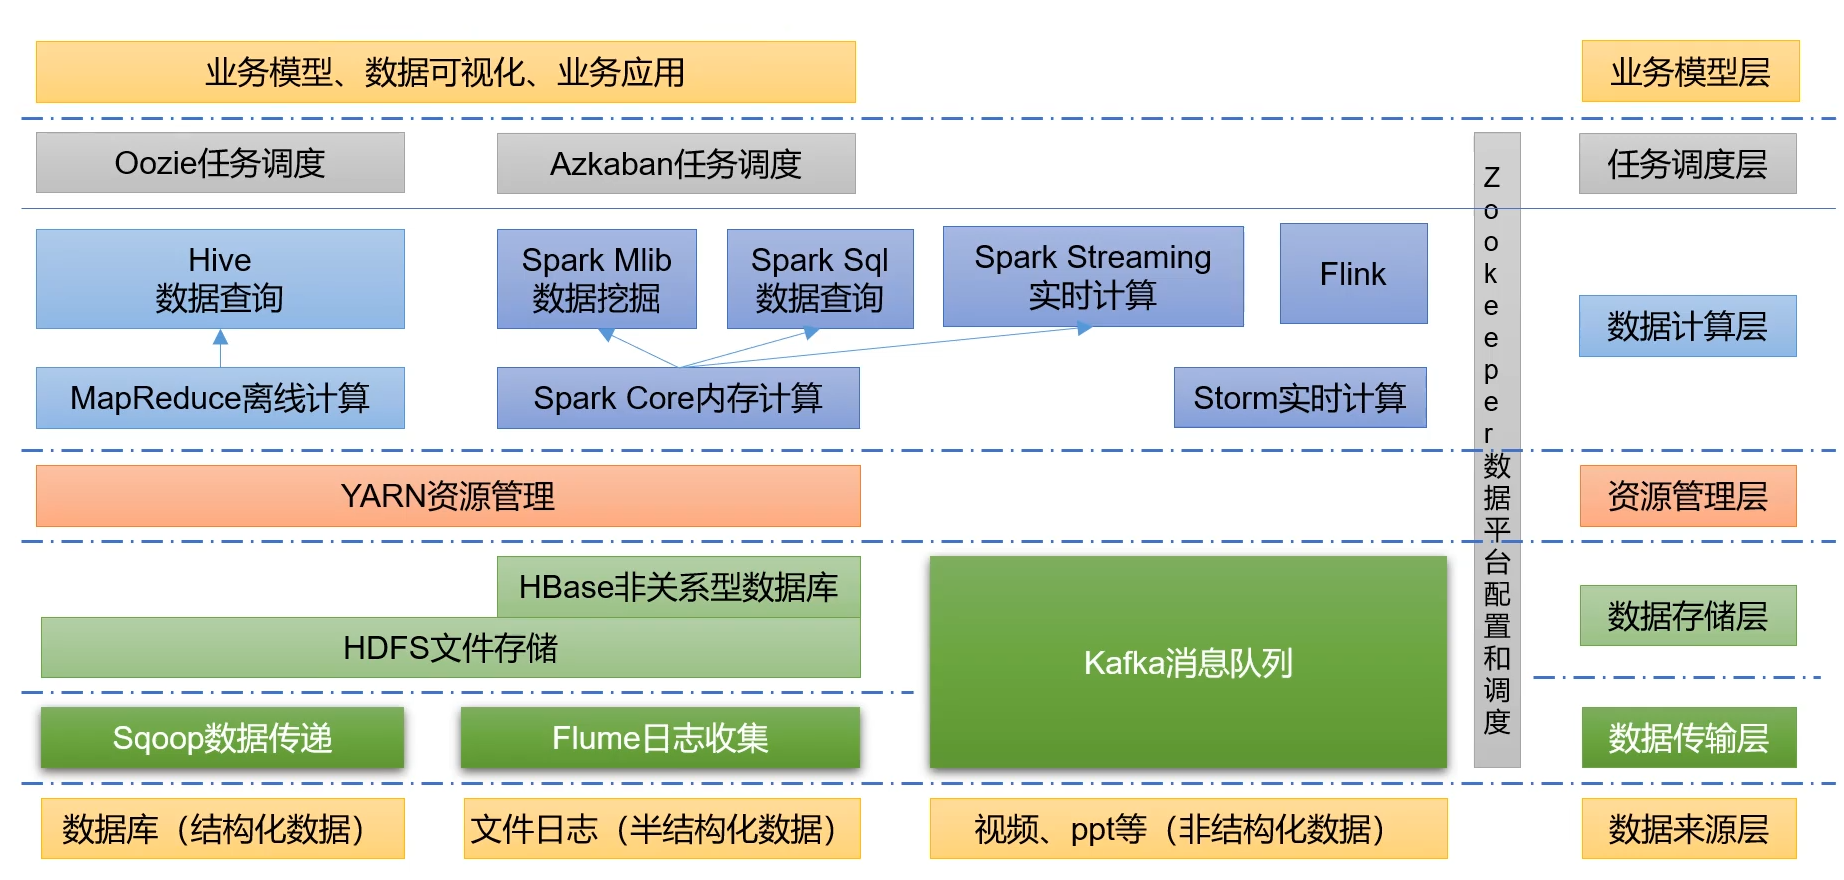 业务模型、数据可视化、业务应用
业务模型层
Oozie任务调度
Azkaban任务调度
任务调度层
Hive
数据查询
Spark Mlib
数据挖掘
Spark Sql
数据查询
Spark Streaming
实时计算
Flink
数据计算层
MapReduce离线计算
Spark Core内存计算
Storm实时计算
Zookeeper数据平台配置和调度
YARN资源管理
资源管理层
HBase非关系型数据库
HDFS文件存储
Kafka消息队列
数据存储层
Sqoop数据传递
Flume日志收集
数据传输层
数据库（结构化数据）
文件日志（半结构化数据）
视频、ppt等（非结构化数据）
数据来源层